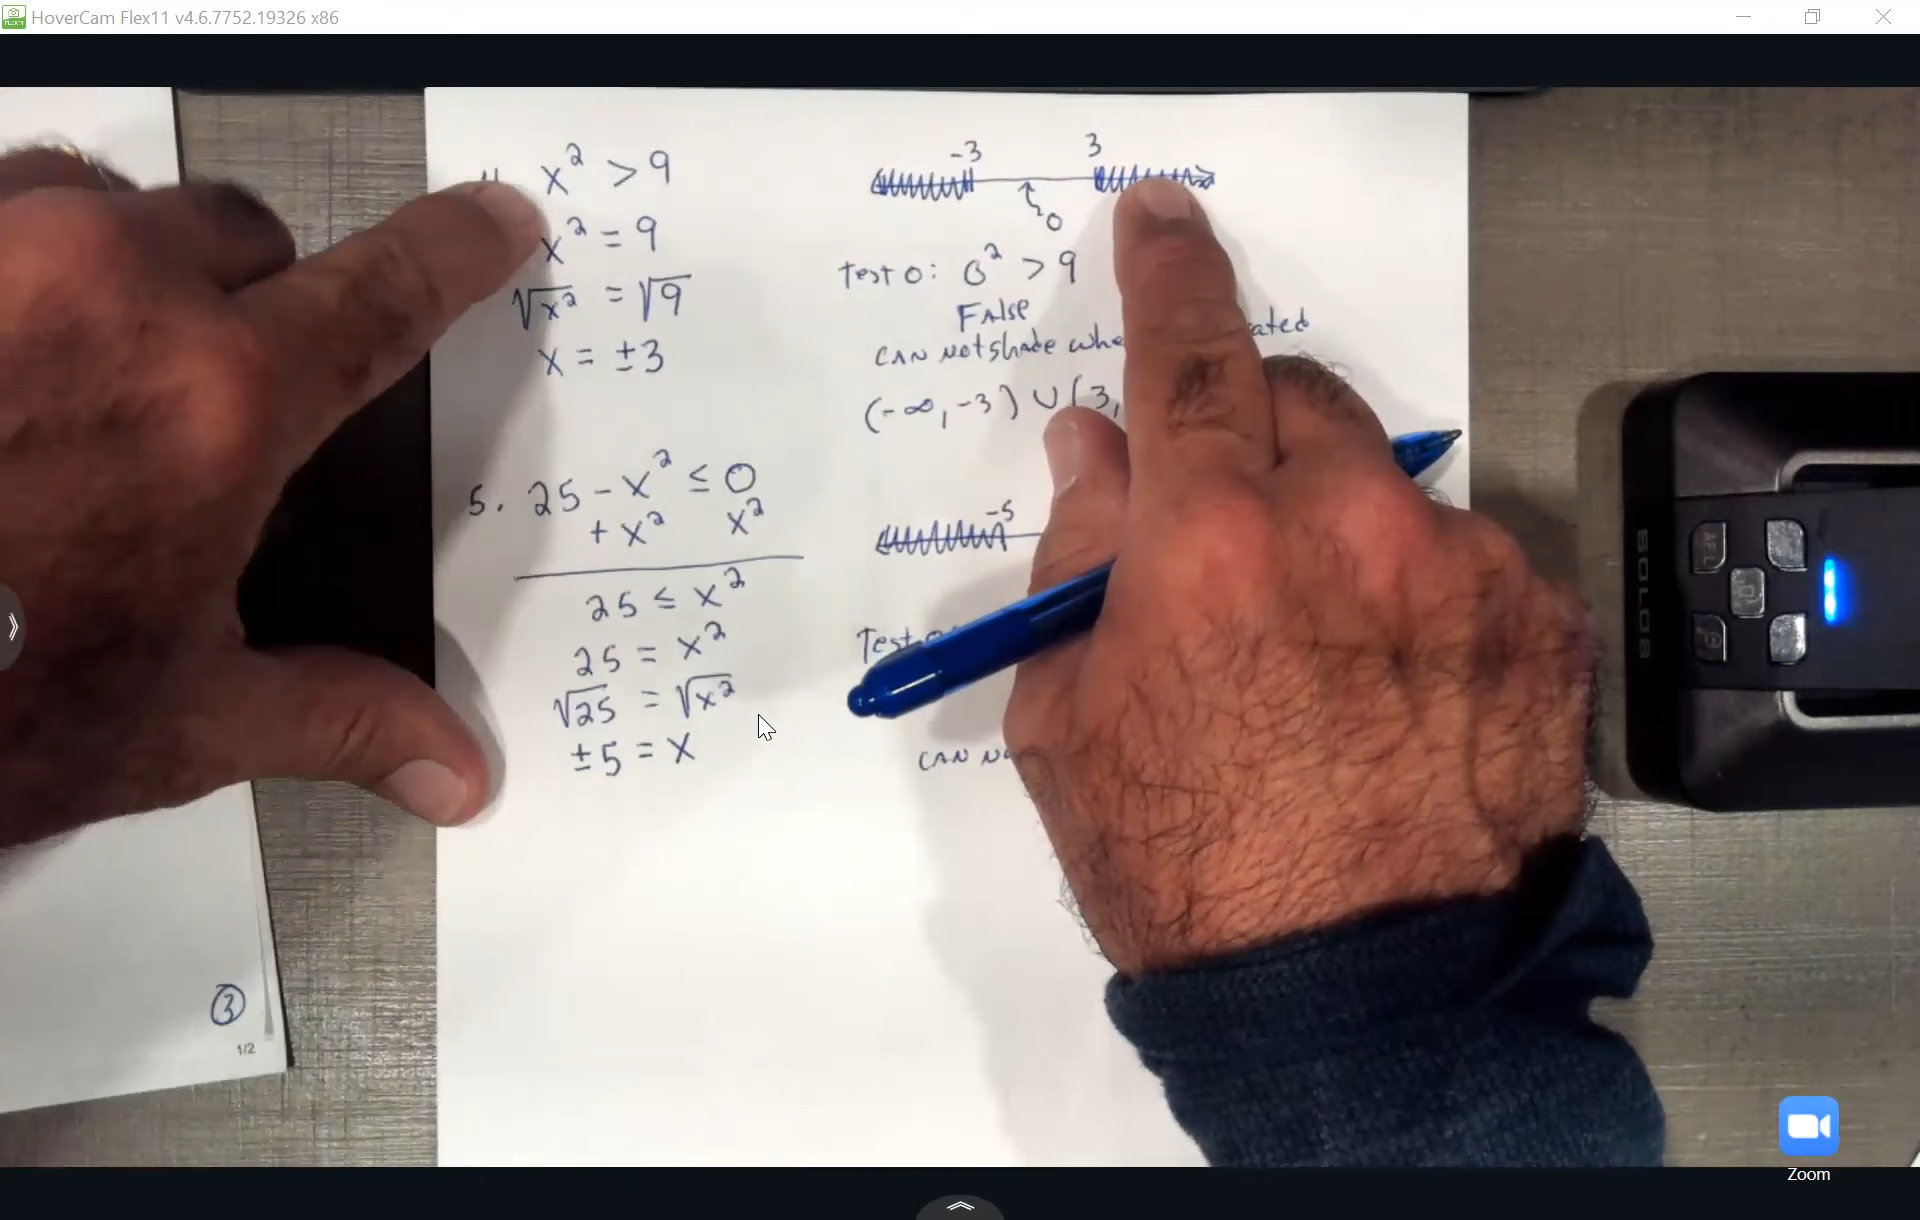 HoverCam Flex11 v4.6.7752.19326 x86
x² > 9
x² = 9
√x² = √9
x = ±3
-3 3
0
Test 0: 0² > 9
False
CAN not shade
(-∞, -3) ∪ (3,
5. 25 - x² ≤ 0
+ x² x²
25 ≤ x²
25 = x²
√25 = √x²
±5 = x
-5
Test
CAN
SOLO8
AFL
3
1/2
Zoom